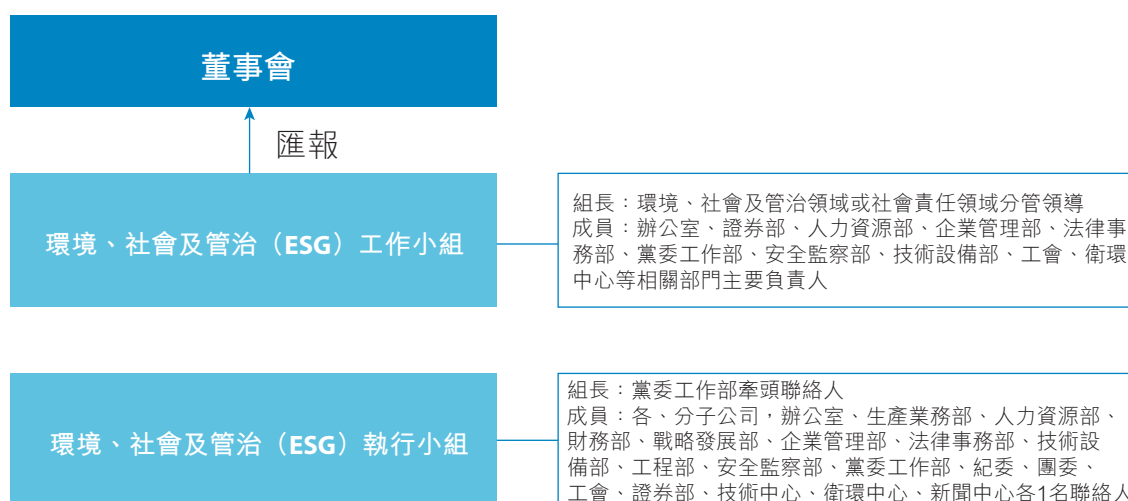 董事會
匯報
環境、社會及管治（ESG）工作小組
組長：環境、社會及管治領域或社會責任領域分管領導
成員：辦公室、證券部、人力資源部、企業管理部、法律事
務部、黨委工作部、安全監察部、技術設備部、工會、衛環
中心等相關部門主要負責人
環境、社會及管治（ESG）執行小組
組長：黨委工作部牽頭聯絡人
成員：各、分子公司，辦公室、生產業務部、人力資源部、
財務部、戰略發展部、企業管理部、法律事務部、技術設
備部、工程部、安全監察部、黨委工作部、紀委、團委、
工會、證券部、技術中心、衛環中心、新聞中心各1名聯絡人